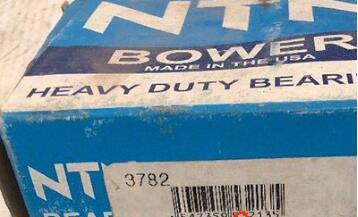 NTN
BOWER
MADE IN THE USA
HEAVY DUTY BEARI
NT
3782